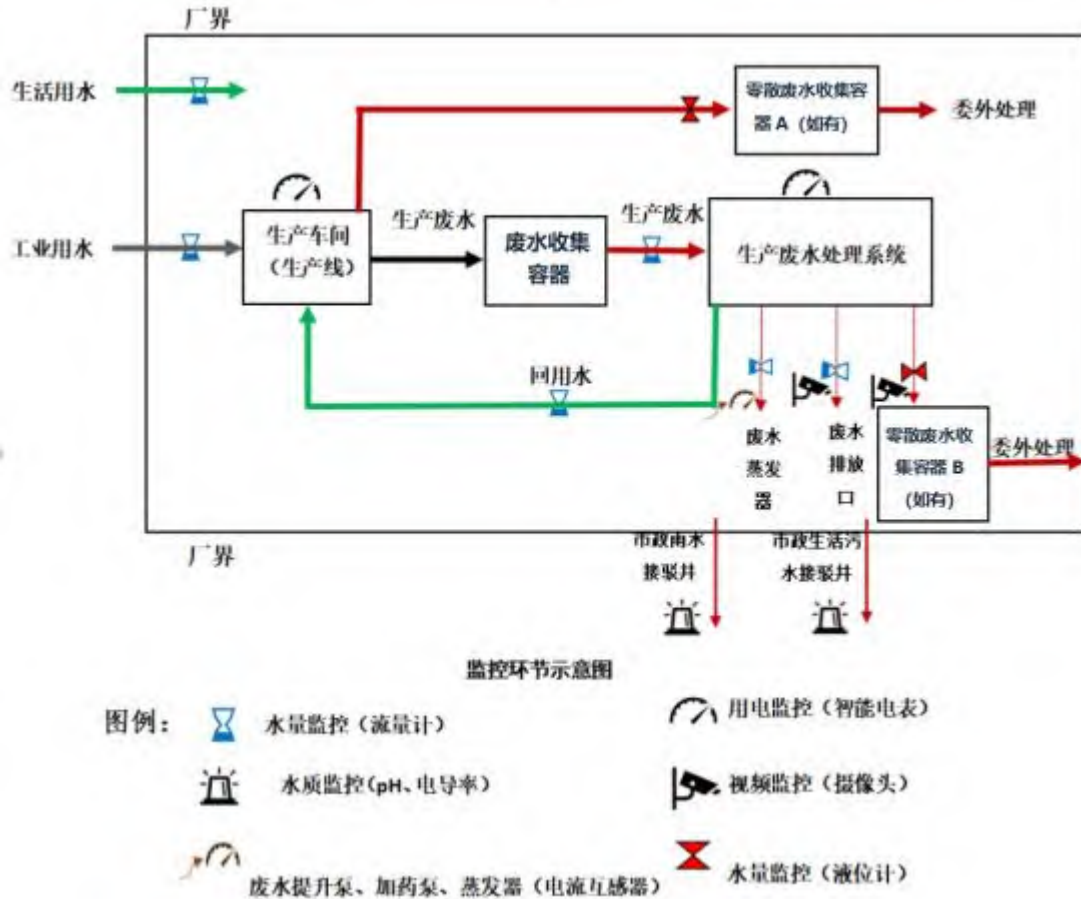 厂界
生活用水
零散废水收集容
器 A（如有）
委外处理
工业用水
生产车间
（生产线）
生产废水
废水收集
容器
生产废水
生产废水处理系统
回用水
废水
蒸发
器
废水
排放
口
零散废水收
集容器 B
（如有）
委外处理
厂界
市政雨水
接驳井
市政生活污
水接驳井
监控环节示意图
图例：
水量监控（流量计）
用电监控（智能电表）
水质监控(pH、电导率）
视频监控（摄像头）
废水提升泵、加药泵、蒸发器（电流互感器）
水量监控（液位计）